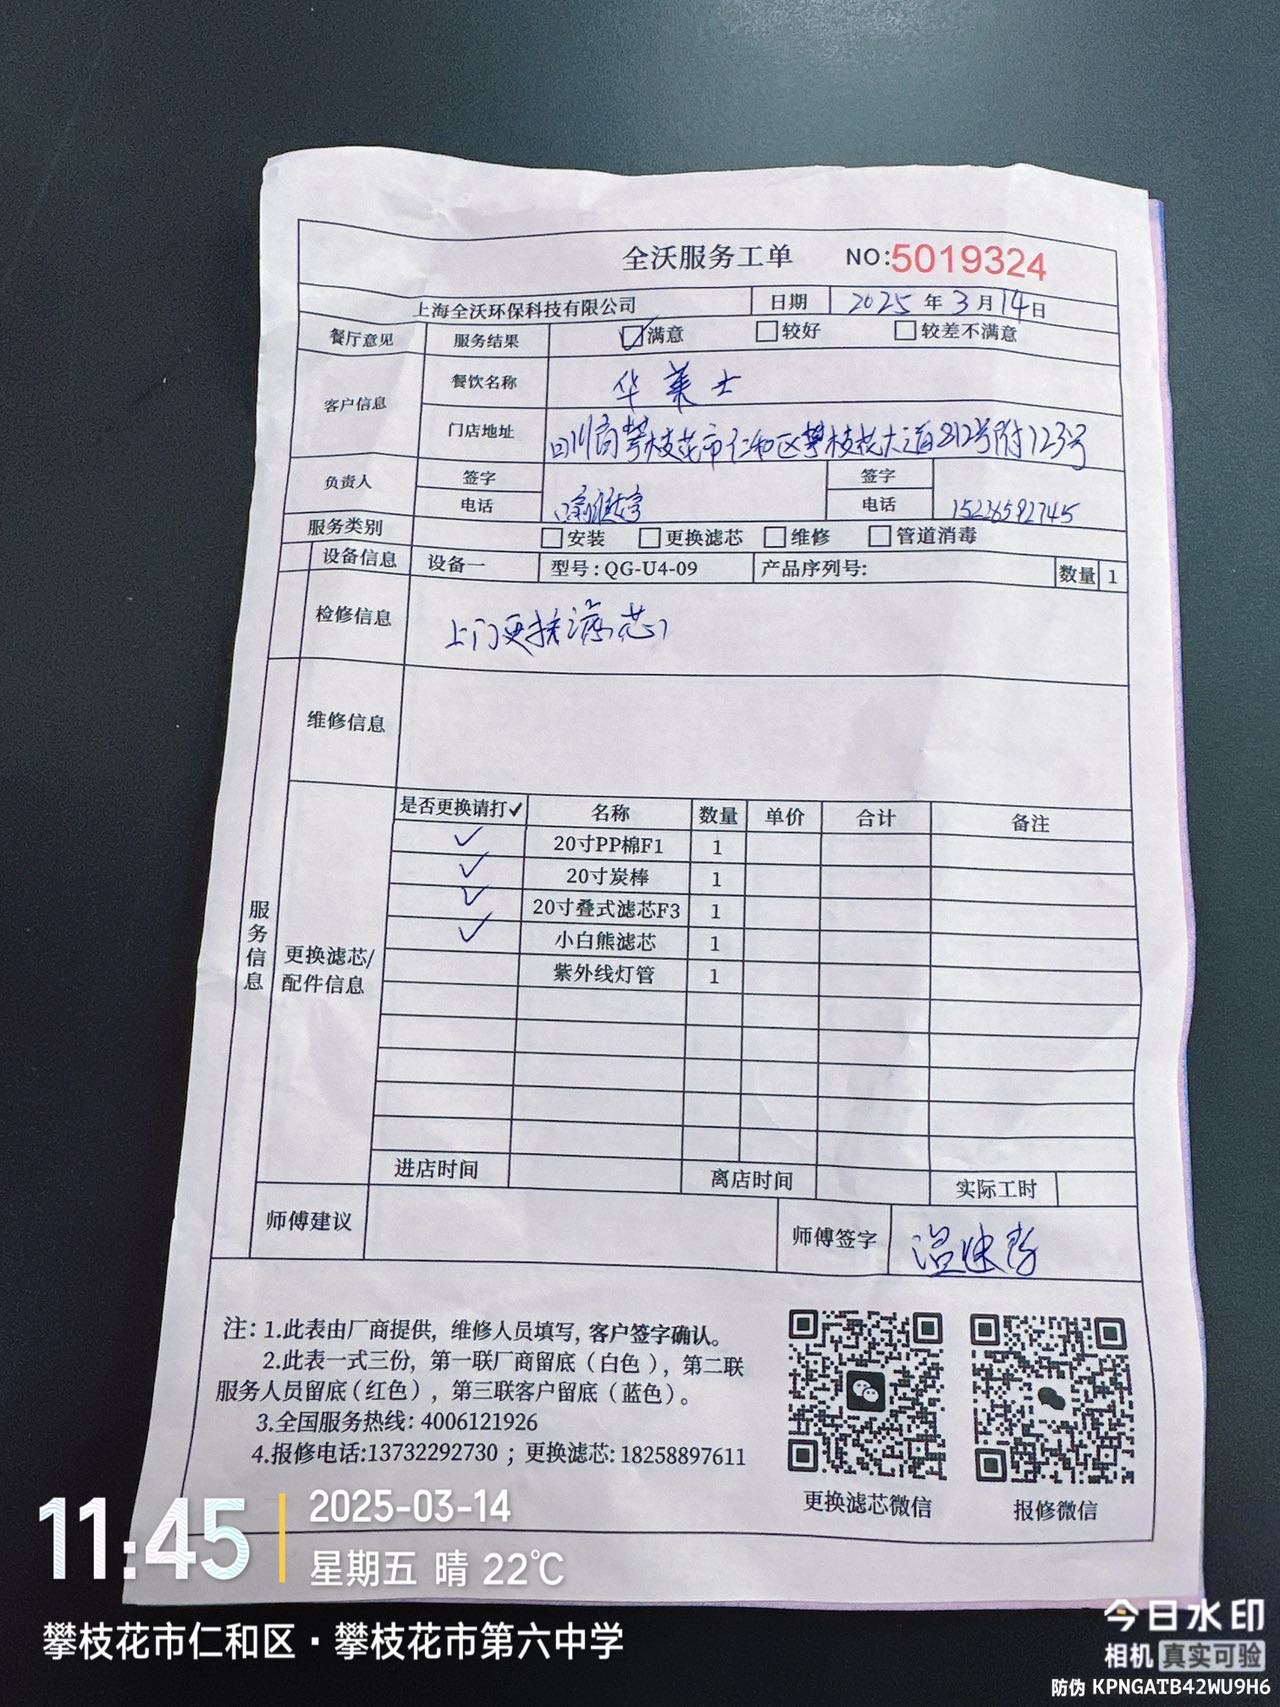 全沃服务工单 NO:5019324
上海全沃环保科技有限公司 日期 2025年3月14日
餐厅意见 服务结果 ☑满意 □较好 □较差不满意
客户信息 餐饮名称 华莱士
门店地址 四川省攀枝花市仁和区攀枝花大道812号附123号
负责人 签字 签字
电话 电话 15226592745
服务类别 □安装 □更换滤芯 □维修 □管道消毒
设备信息 设备一 型号:QG-U4-09 产品序列号: 数量 1
检修信息 上门更换滤芯
维修信息
服务信息
更换滤芯/配件信息
是否更换请打✓ 名称 数量 单价 合计 备注
✓ 20寸PP棉F1 1
✓ 20寸炭棒 1
✓ 20寸叠式滤芯F3 1
✓ 小白熊滤芯 1
紫外线灯管 1
进店时间 离店时间 实际工时
师傅建议 师傅签字
注: 1.此表由厂商提供, 维修人员填写, 客户签字确认。
2.此表一式三份, 第一联厂商留底(白色), 第二联
服务人员留底(红色), 第三联客户留底(蓝色)。
3.全国服务热线: 4006121926
4.报修电话:13732292730 ; 更换滤芯: 18258897611
更换滤芯微信 报修微信
11:45
2025-03-14
星期五 晴 22℃
攀枝花市仁和区·攀枝花市第六中学
今日水印
相机 真实可验
防伪 KPNGATB42WU9H6